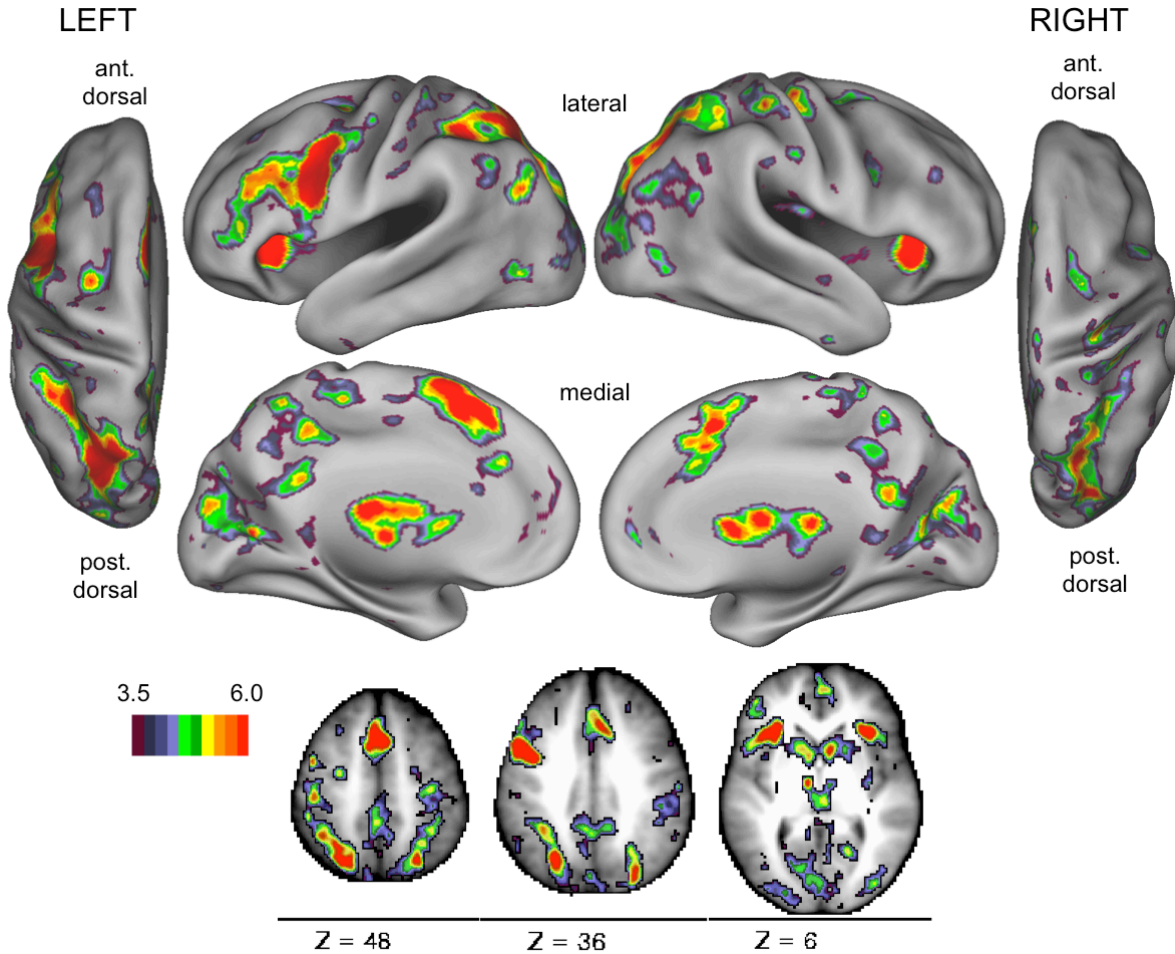 LEFT
RIGHT
ant.
dorsal
lateral
ant.
dorsal
medial
post.
dorsal
post.
dorsal
3.5 6.0
Z = 48
Z = 36
Z = 6